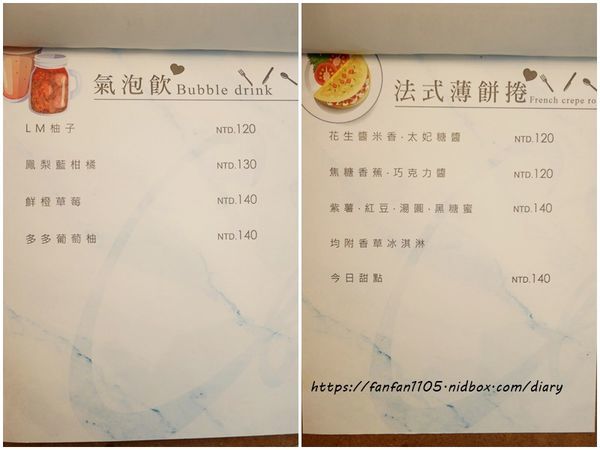 氣泡飲 Bubble drink
LM柚子 NTD.120
鳳梨藍柑橘 NTD.130
鮮橙草莓 NTD.140
多多葡萄柚 NTD.140
法式薄餅捲 French crepe ro
花生醬米香.太妃糖醬 NTD.120
焦糖香蕉.巧克力醬 NTD.120
紫薯.紅豆.湯圓.黑糖蜜 NTD.140
均附香草冰淇淋
今日甜點 NTD.140
https://fanfan1105.nidbox.com/diary